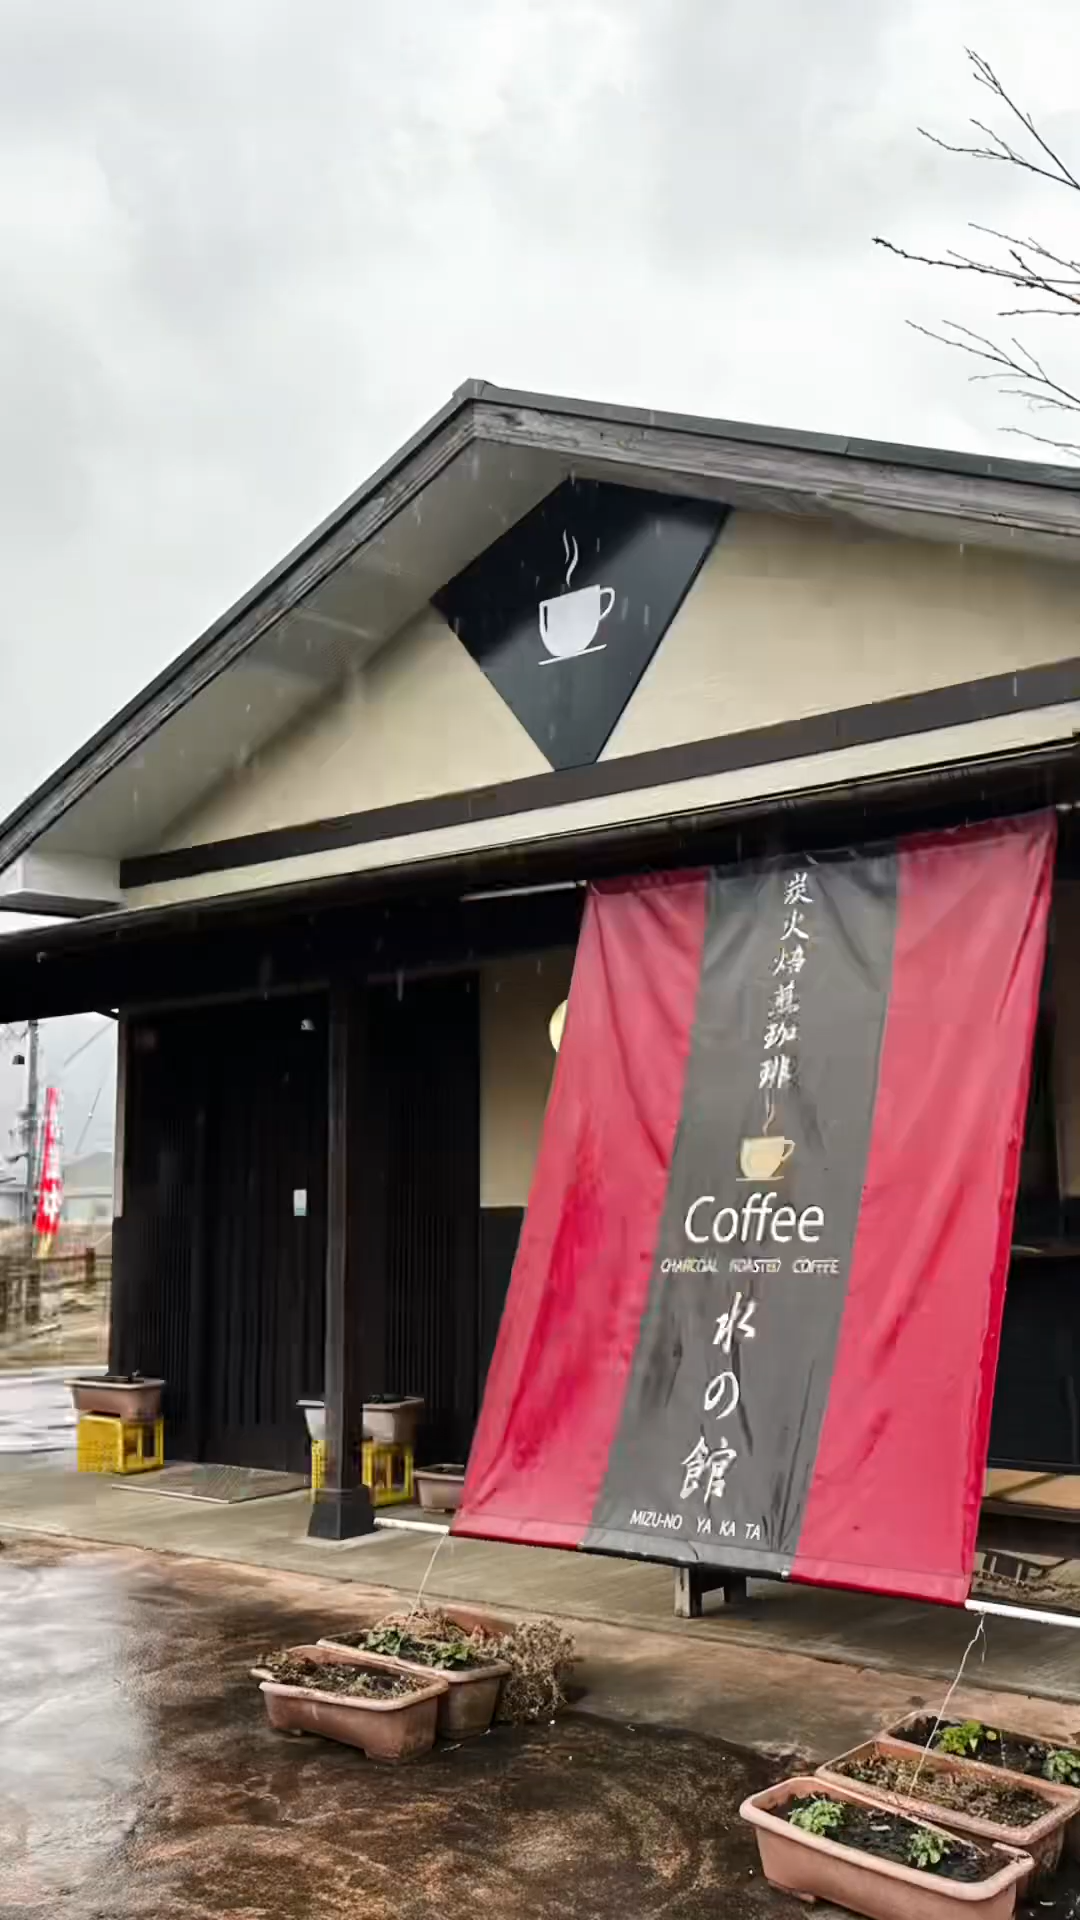 炭火焙煎珈琲
Coffee
CHARCOAL ROASTED COFFEE
水の館
MIZU-NO YA KA TA